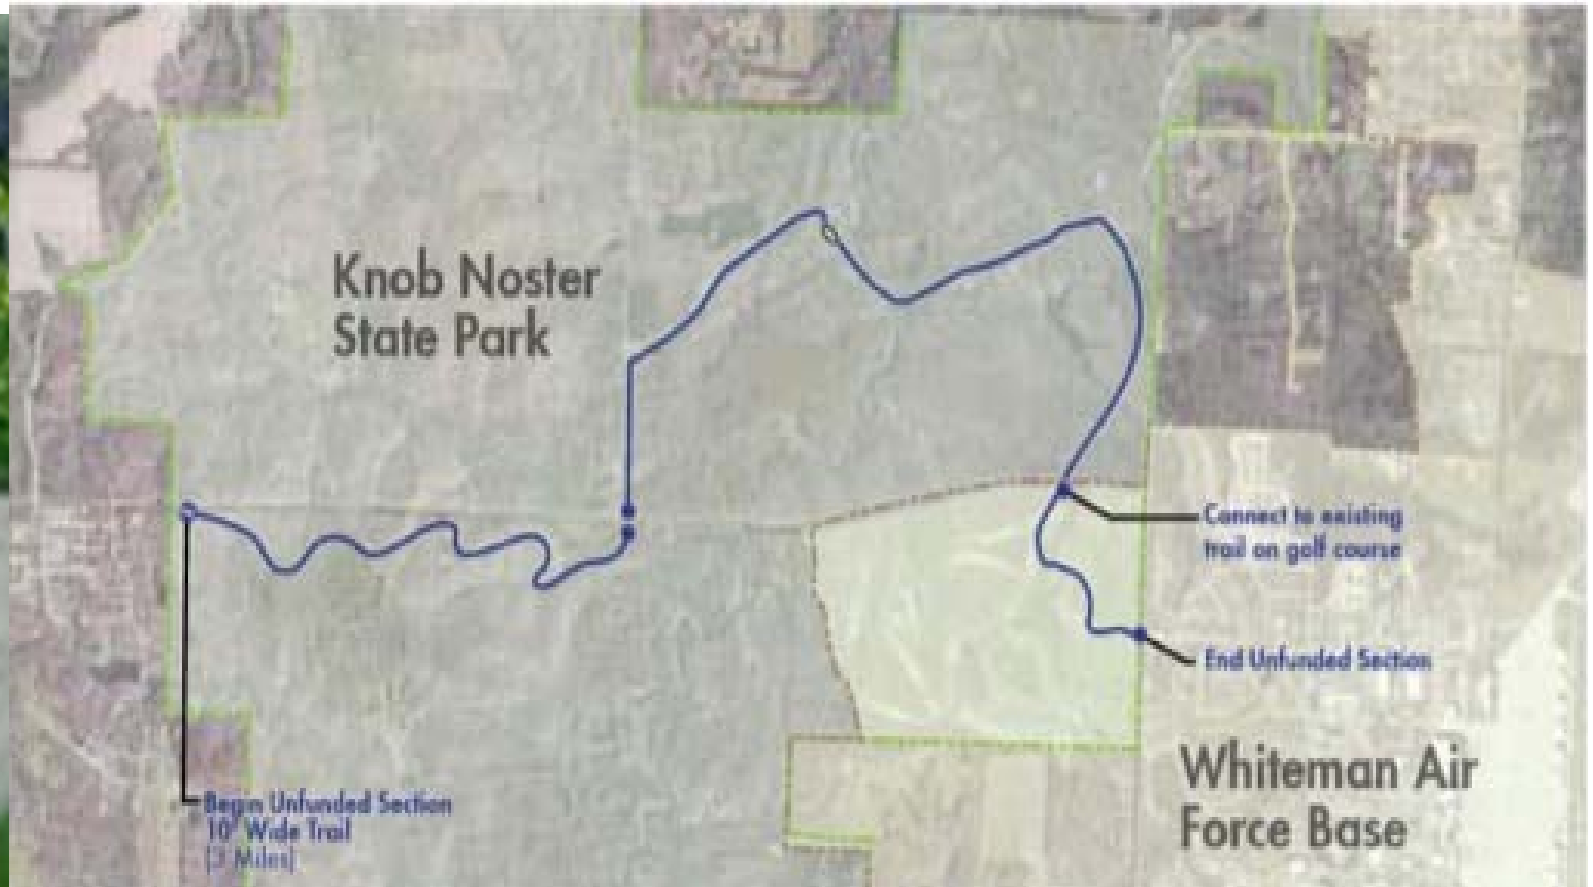 Knob Noster
State Park
Connect to existing
trail on golf course
End Unfunded Section
Begin Unfunded Section
10' Wide Trail
Miles)
Whiteman Air
Force Base